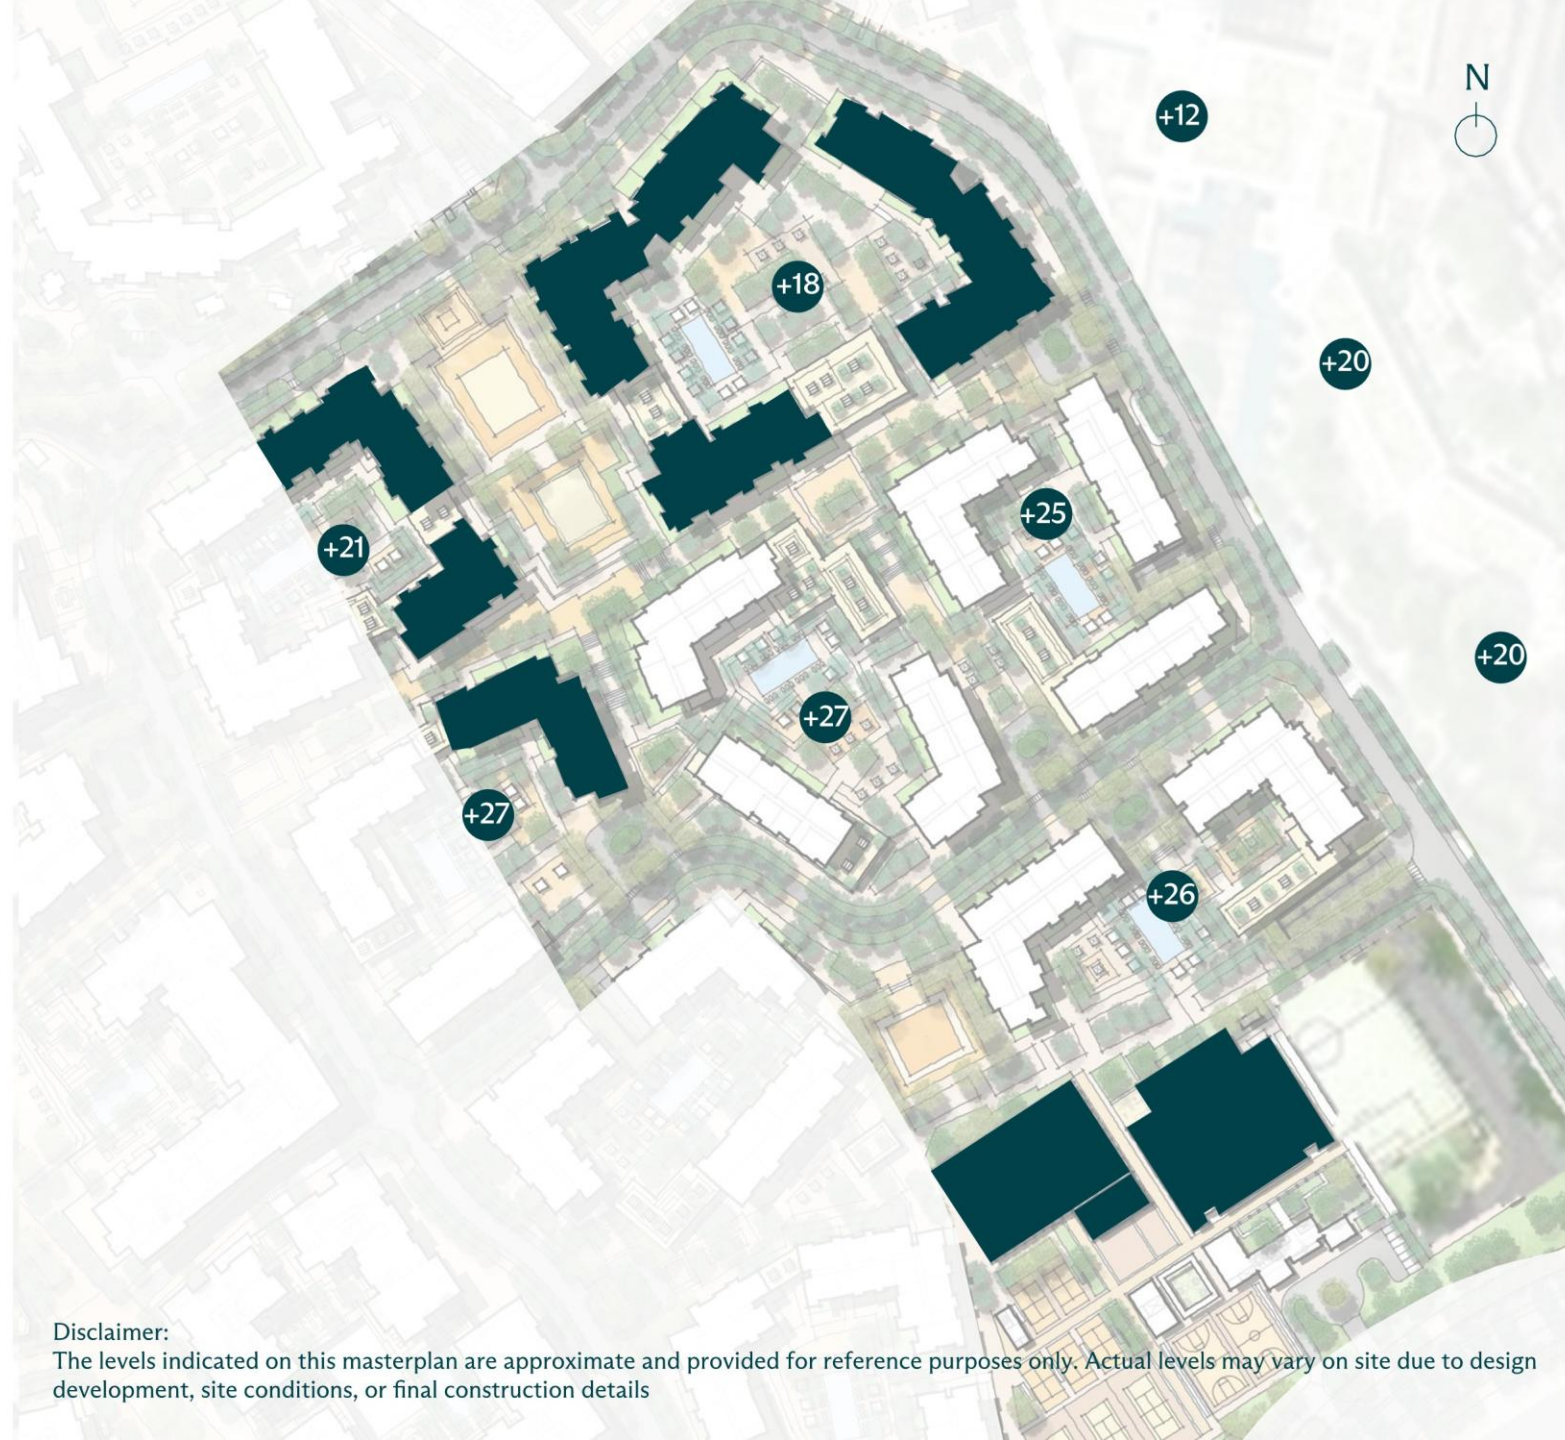 N
+12
+18
+20
+25
+21
+20
+27
+27
+26
Disclaimer:
The levels indicated on this masterplan are approximate and provided for reference purposes only. Actual levels may vary on site due to design
development, site conditions, or final construction details